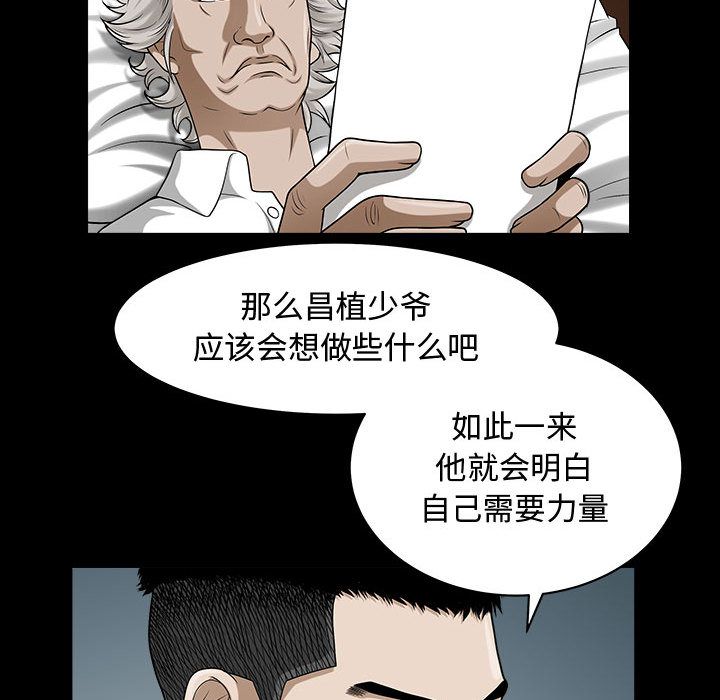 那么昌植少爷
应该会想做些什么吧
如此一来
他就会明白
自己需要力量